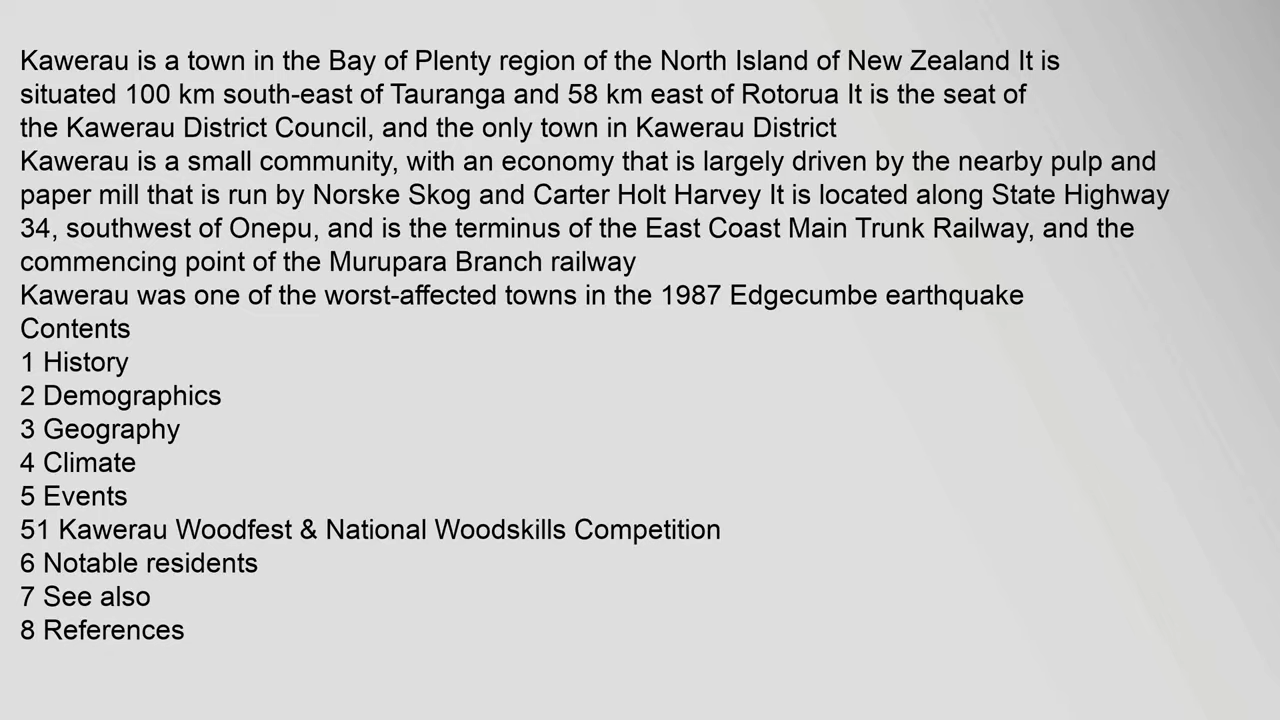 Kawerau is a town in the Bay of Plenty region of the North Island of New Zealand It is
situated 100 km south-east of Tauranga and 58 km east of Rotorua It is the seat of
the Kawerau District Council, and the only town in Kawerau District
Kawerau is a small community, with an economy that is largely driven by the nearby pulp and
paper mill that is run by Norske Skog and Carter Holt Harvey It is located along State Highway
34, southwest of Onepu, and is the terminus of the East Coast Main Trunk Railway, and the
commencing point of the Murupara Branch railway
Kawerau was one of the worst-affected towns in the 1987 Edgecumbe earthquake
Contents
1 History
2 Demographics
3 Geography
4 Climate
5 Events
51 Kawerau Woodfest & National Woodskills Competition
6 Notable residents
7 See also
8 References